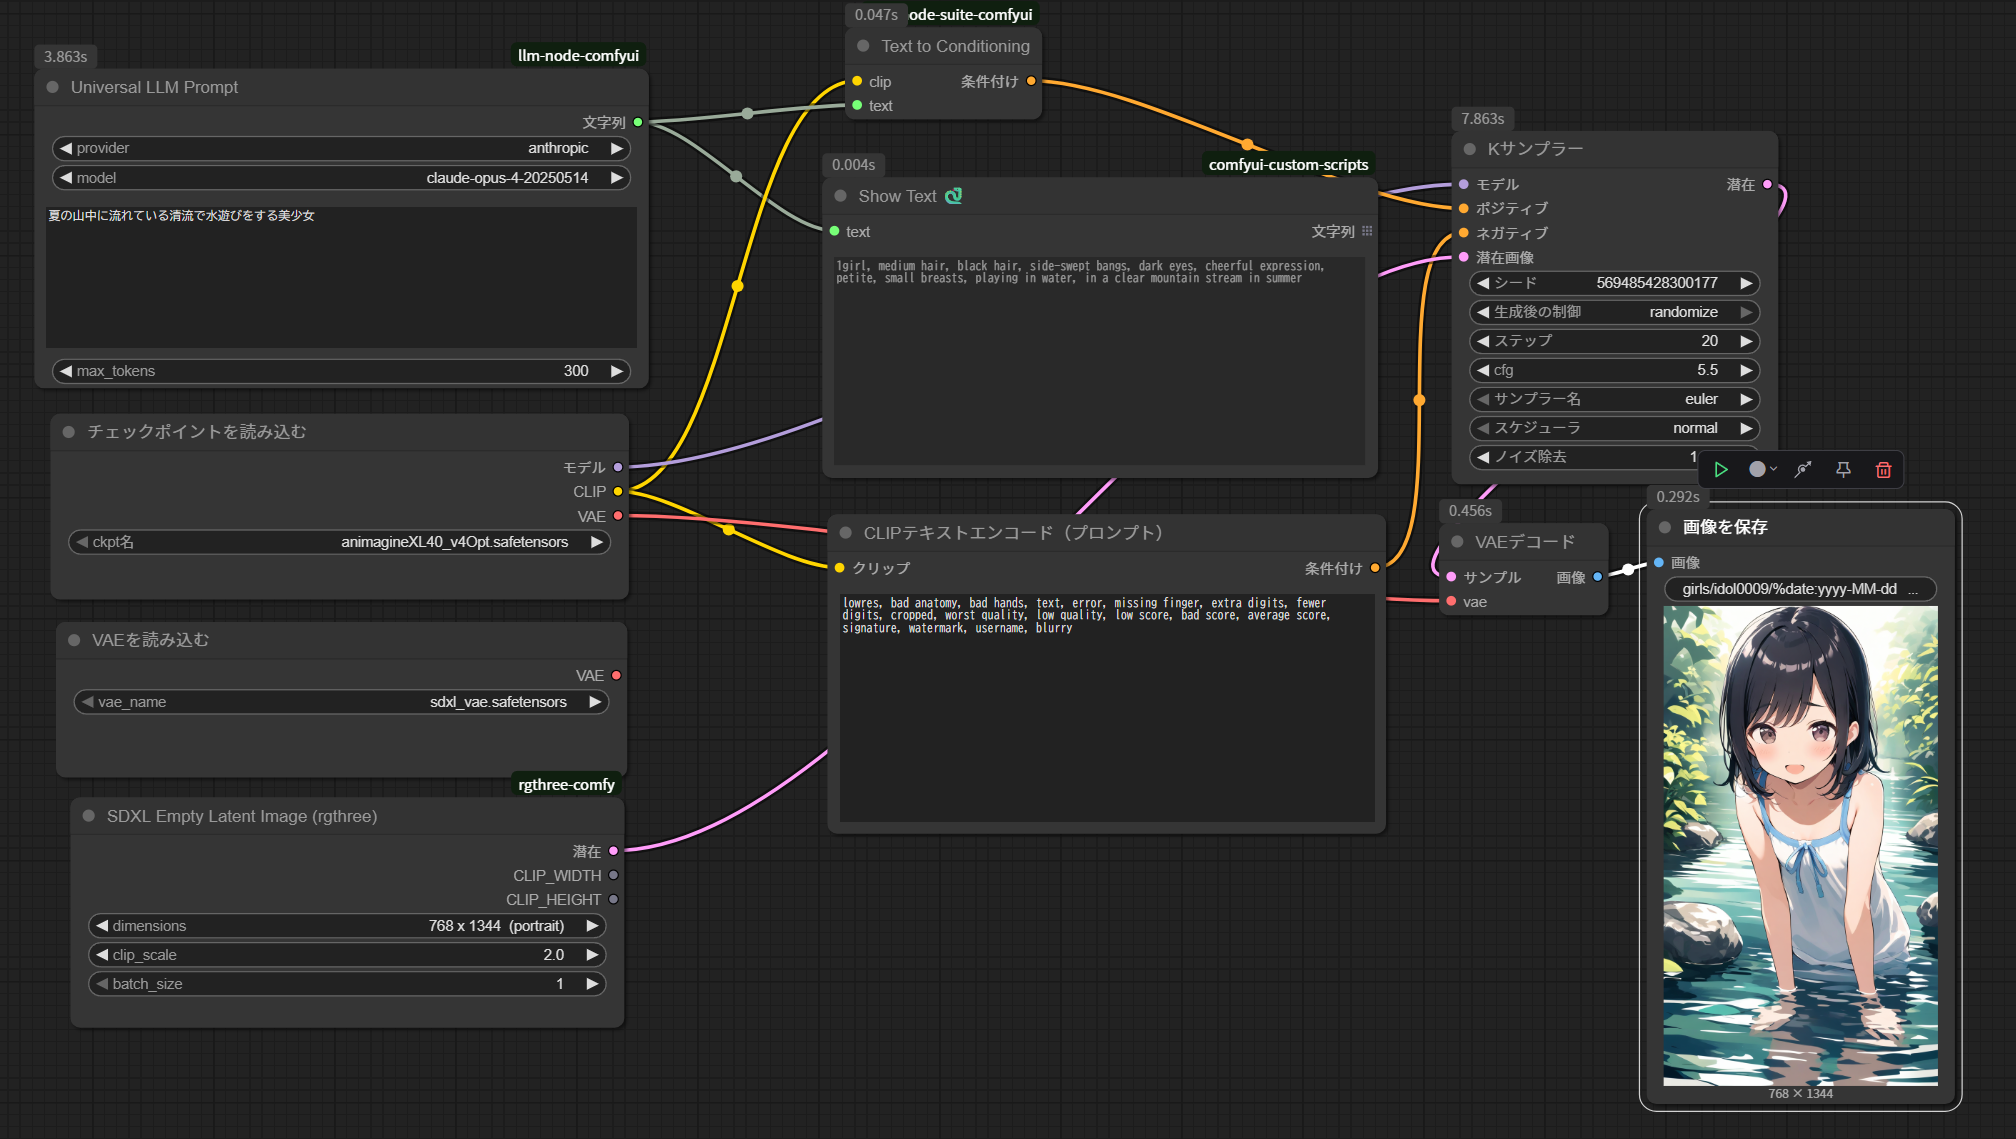 3.863s
llm-node-comfyui
Universal LLM Prompt
文字列
provider
anthropic
model
claude-opus-4-20250514
夏の山中に流れている清流で水遊びをする美少女
max_tokens
300
チェックポイントを読み込む
モデル
CLIP
VAE
ckpt名
animagineXL40_v4Opt.safetensors
VAEを読み込む
VAE
vae_name
sdxl_vae.safetensors
rgthree-comfy
SDXL Empty Latent Image (rgthree)
潜在
CLIP_WIDTH
CLIP_HEIGHT
dimensions
768 x 1344  (portrait)
clip_scale
2.0
batch_size
1
0.047s
ode-suite-comfyui
Text to Conditioning
clip
条件付け
text
0.004s
comfyui-custom-scripts
Show Text
text
文字列
1girl, medium hair, black hair, side-swept bangs, dark eyes, cheerful expression,
petite, small breasts, playing in water, in a clear mountain stream in summer
CLIPテキストエンコード（プロンプト）
クリップ
条件付け
lowres, bad anatomy, bad hands, text, error, missing finger, extra digits, fewer
digits, cropped, worst quality, low quality, low score, bad score, average score,
signature, watermark, username, blurry
7.863s
Kサンプラー
モデル
潜在
ポジティブ
ネガティブ
潜在画像
シード
569485428300177
生成後の制御
randomize
ステップ
20
cfg
5.5
サンプラー名
euler
スケジューラ
normal
ノイズ除去
1
0.456s
VAEデコード
サンプル
画像
vae
0.292s
画像を保存
画像
girls/idol0009/%date:yyyy-MM-dd ...
768 × 1344